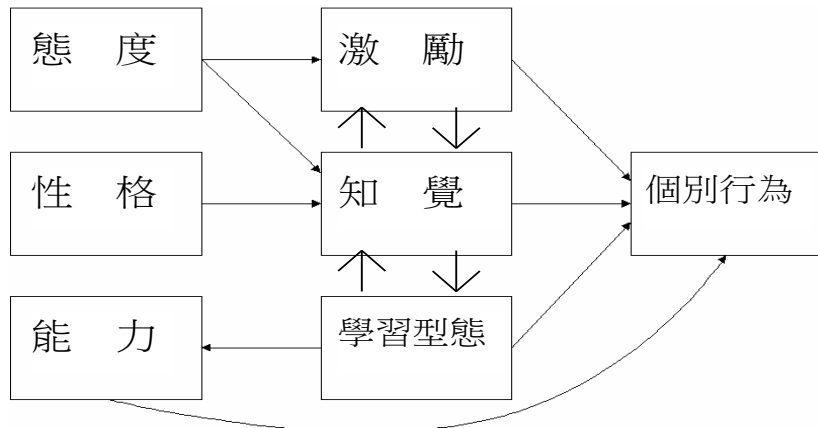 態 度
激 勵
性 格
知 覺
個別行為
能 力
學習型態